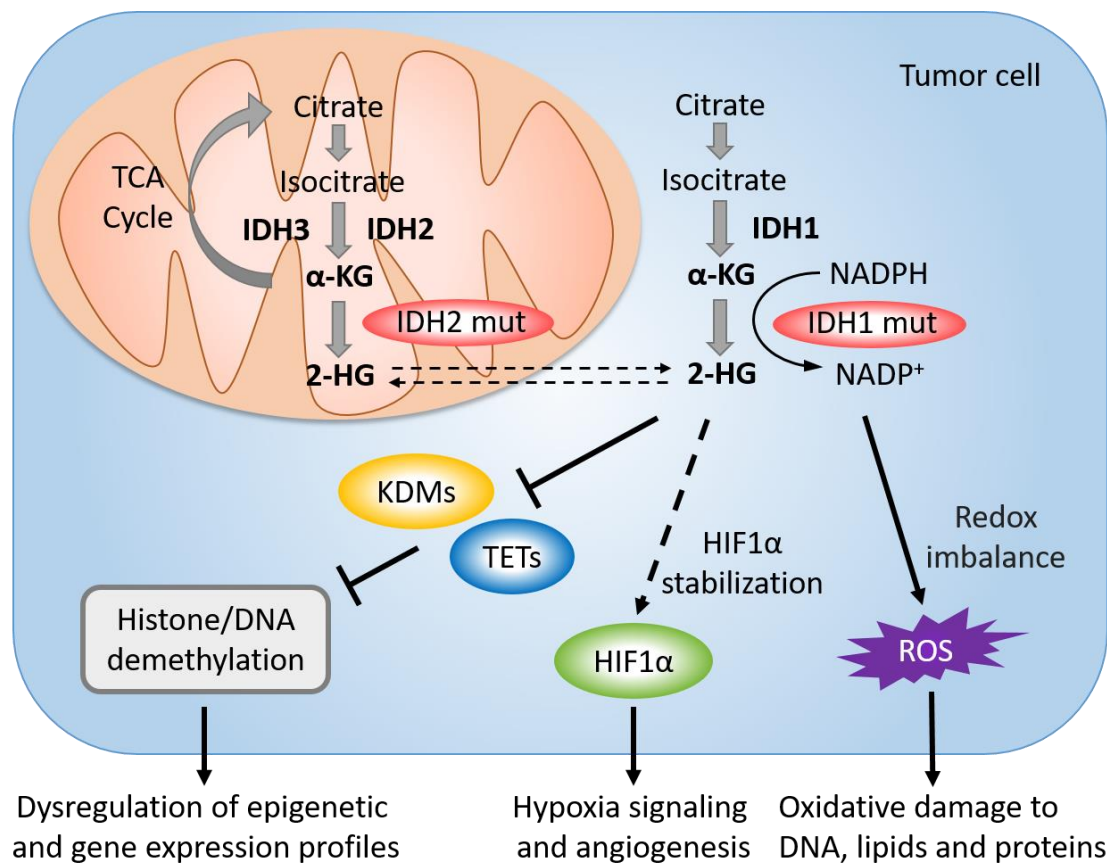 Tumor cell
Citrate
Isocitrate
TCA
Cycle
IDH3
IDH2
α-KG
IDH2 mut
2-HG
Citrate
Isocitrate
IDH1
α-KG
NADPH
IDH1 mut
2-HG
NADP⁺
KDMs
TETs
Histone/DNA
demethylation
HIF1α
stabilization
HIF1α
Redox
imbalance
ROS
Dysregulation of epigenetic
and gene expression profiles
Hypoxia signaling
and angiogenesis
Oxidative damage to
DNA, lipids and proteins